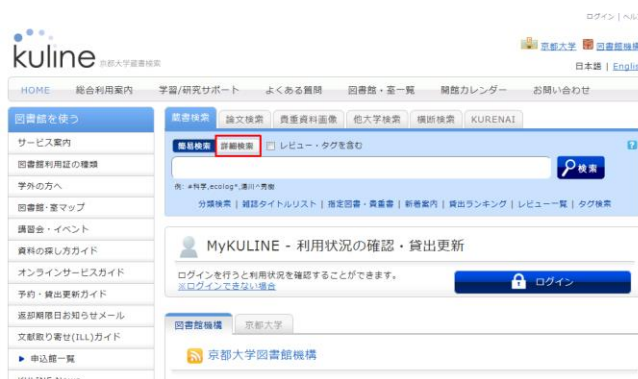 ログイン | ヘル
kuline 京都大学蔵書検索
京都大学 図書館機構
日本語 | Englis
HOME 総合利用案内 学習/研究サポート よくある質問 図書館・室一覧 開館カレンダー お問い合わせ
図書館を使う
サービス案内
図書館利用証の種類
学外の方へ
図書館・室マップ
講習会・イベント
資料の探し方ガイド
オンラインサービスガイド
予約・貸出更新ガイド
返却期限日お知らせメール
文献取り寄せ(ILL)ガイド
▶ 申込館一覧
蔵書検索 論文検索 貴重資料画像 他大学検索 横断検索 KURENAI
簡易検索 詳細検索 レビュー・タグを含む
検索
例: #科学,ecolog*,湯川^秀樹
分類検索 | 雑誌タイトルリスト | 指定図書・貴重書 | 新着案内 | 貸出ランキング | レビュー一覧 | タグ検索
MyKULINE - 利用状況の確認・貸出更新
ログインを行うと利用状況を確認することができます。
※ログインできない場合
ログイン
図書館機構 京都大学
京都大学図書館機構